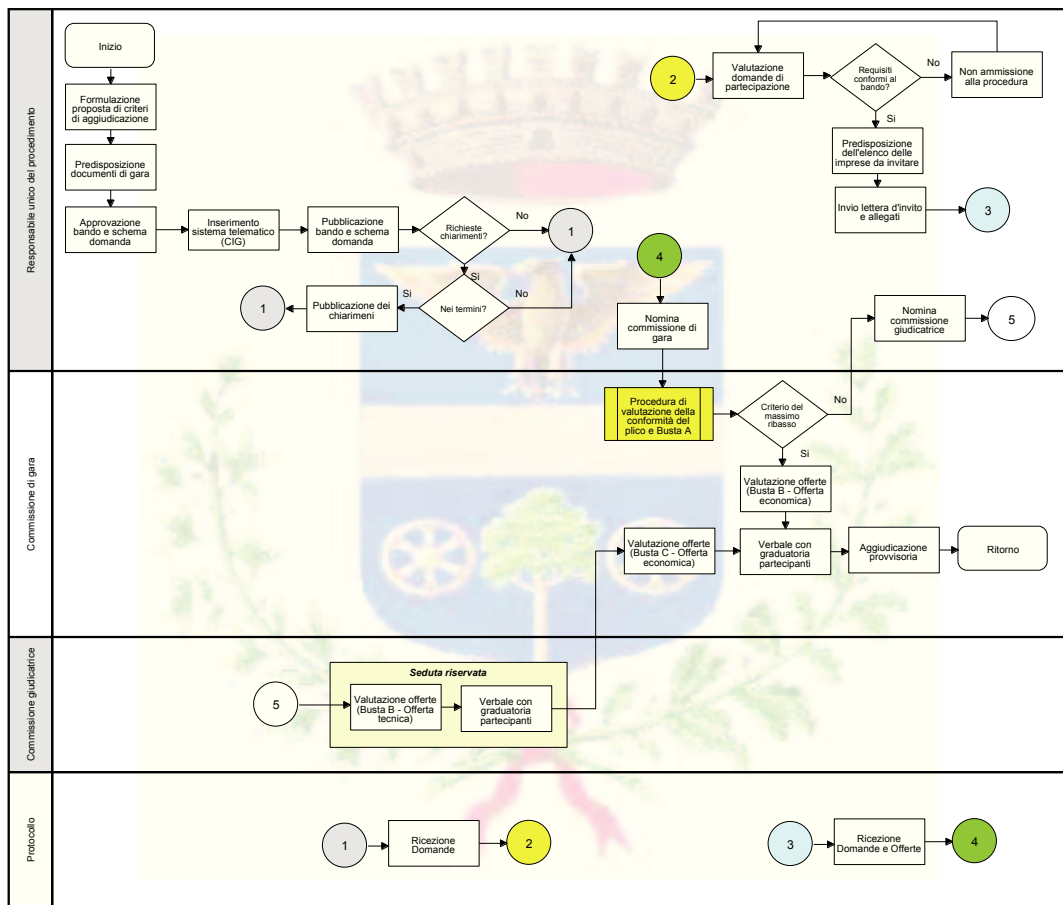 Responsabile unico del procedimento
Inizio
Formulazione
proposta di criteri
di aggiudicazione
Predisposizione
documenti di gara
Approvazione
bando e schema
domanda
Inserimento
sistema telematico
(CIG)
Pubblicazione
bando e schema
domanda
Richieste
chiarimenti?
No
1
Si
Nei termini?
No
Si
Pubblicazione dei
chiarimeni
1
2
Valutazione
domande di
partecipazione
Requisiti
conformi al
bando?
No
Non ammissione
alla procedura
Si
Predisposizione
dell'elenco delle
imprese da invitare
Invio lettera d'invito
e allegati
3
4
Nomina
commissione di
gara
Nomina
commissione
giudicatrice
5
Commissione di gara
Procedura di
valutazione della
conformità del
plico e Busta A
Criterio del
massimo
ribasso
No
Si
Valutazione offerte
(Busta B - Offerta
economica)
Valutazione offerte
(Busta C - Offerta
economica)
Verbale con
graduatoria
partecipanti
Aggiudicazione
provvisoria
Ritorno
Commissione giudicatrice
Seduta riservata
5
Valutazione offerte
(Busta B - Offerta
tecnica)
Verbale con
graduatoria
partecipanti
Protocollo
1
Ricezione
Domande
2
3
Ricezione
Domande e Offerte
4